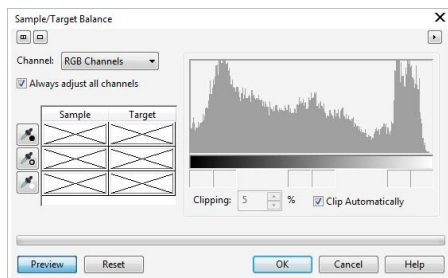 Sample/Target Balance
Channel: RGB Channels
Always adjust all channels
Sample Target
Clipping: 5 % Clip Automatically
Preview Reset OK Cancel Help